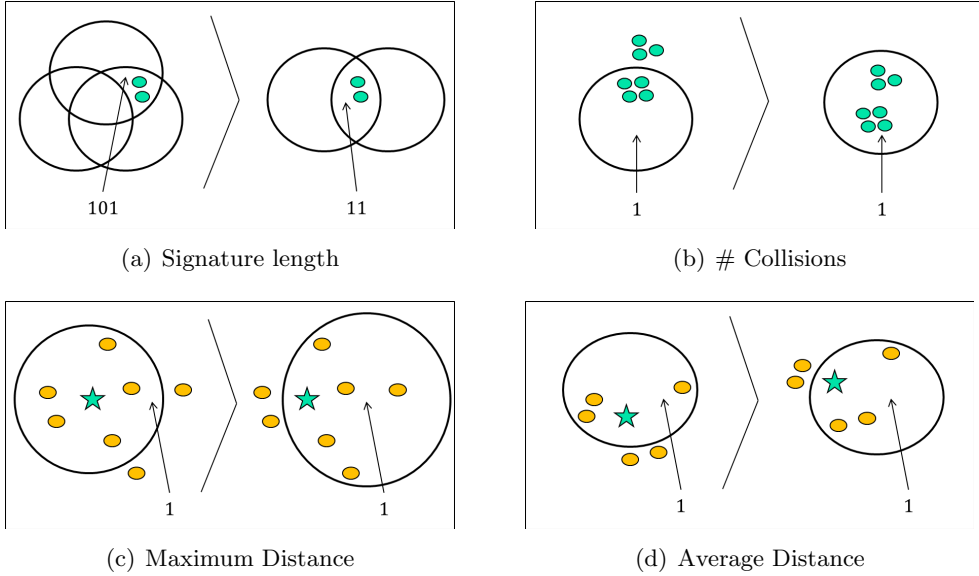 101
11
1
1
(a) Signature length
(b) # Collisions
1
1
1
1
(c) Maximum Distance
(d) Average Distance